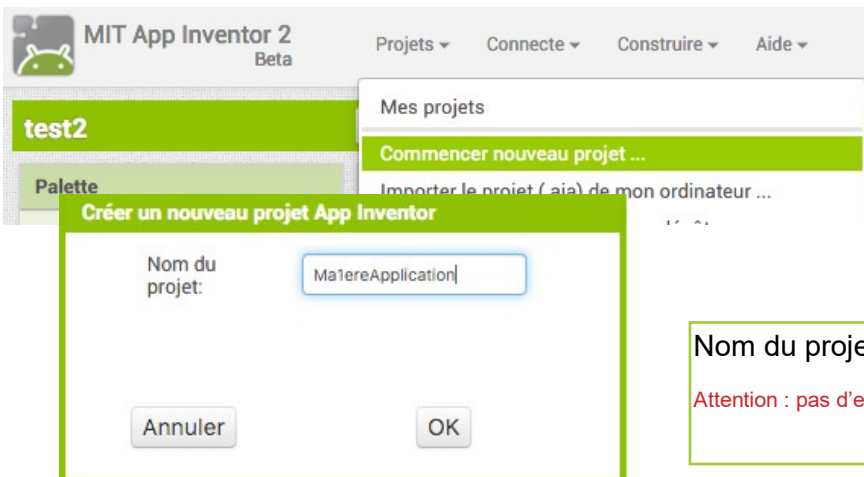 MIT App Inventor 2
Beta
Projets Connecte Construire Aide
test2
Mes projets
Commencer nouveau projet ...
Palette
Importer le projet (.aia) de mon ordinateur ...
Créer un nouveau projet App Inventor
Nom du
projet:
Ma1ereApplication
Annuler
OK
Nom du proje
Attention : pas d'e